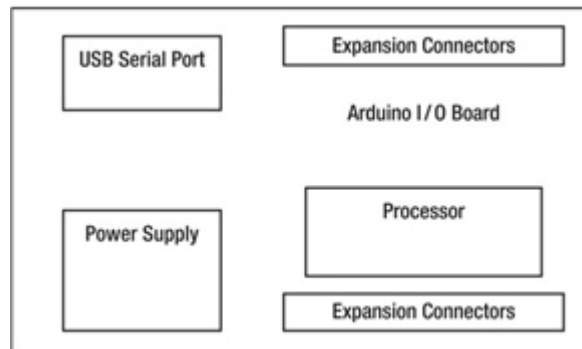 USB Serial Port
Expansion Connectors
Arduino I/O Board
Power Supply
Processor
Expansion Connectors